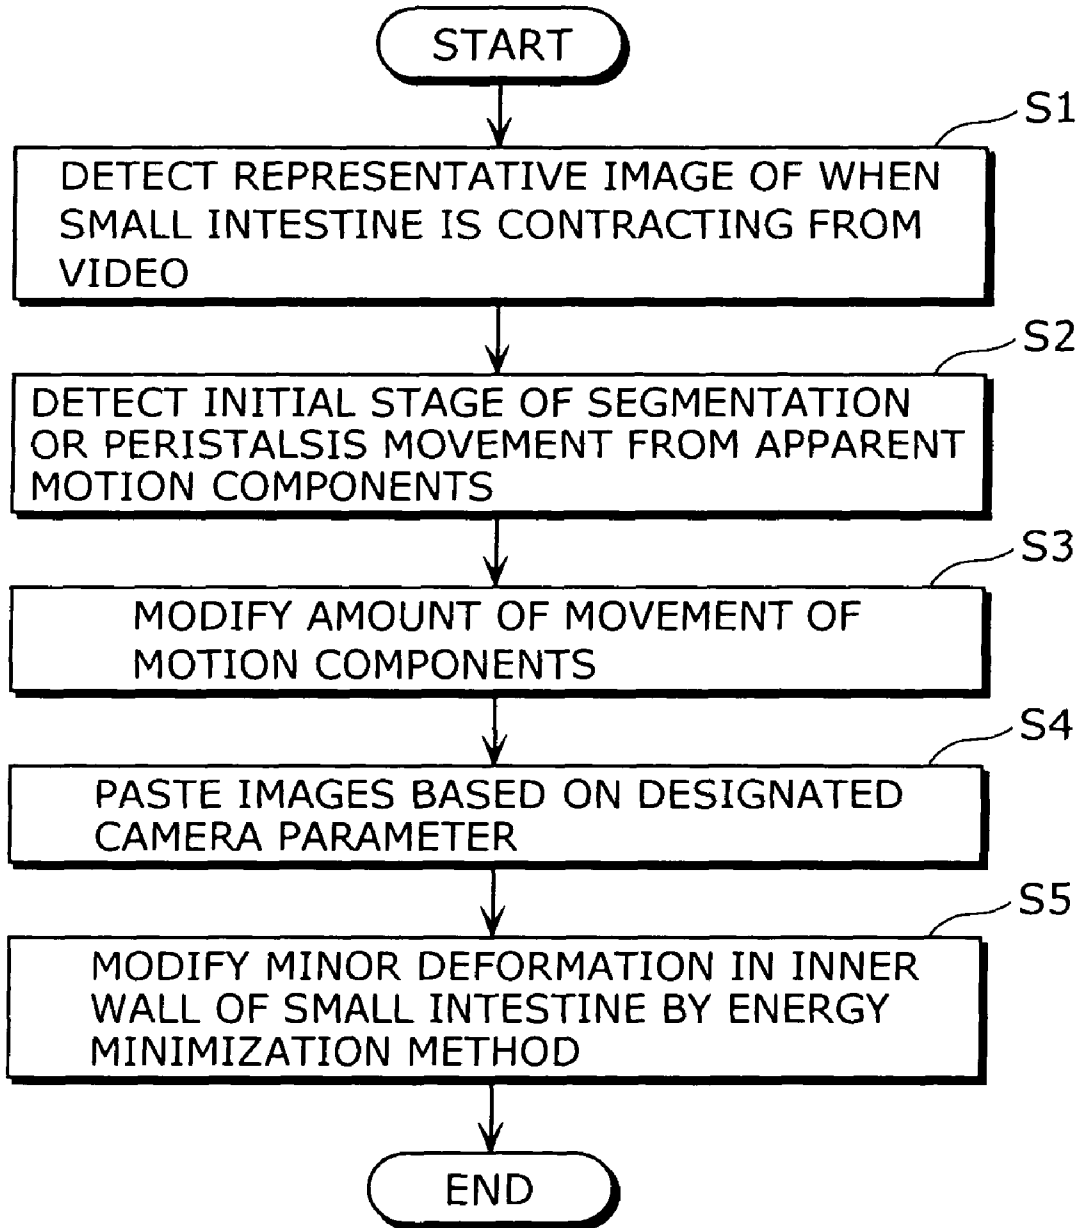 START
S1
DETECT REPRESENTATIVE IMAGE OF WHEN
SMALL INTESTINE IS CONTRACTING FROM
VIDEO
S2
DETECT INITIAL STAGE OF SEGMENTATION
OR PERISTALSIS MOVEMENT FROM APPARENT
MOTION COMPONENTS
S3
MODIFY AMOUNT OF MOVEMENT OF
MOTION COMPONENTS
S4
PASTE IMAGES BASED ON DESIGNATED
CAMERA PARAMETER
S5
MODIFY MINOR DEFORMATION IN INNER
WALL OF SMALL INTESTINE BY ENERGY
MINIMIZATION METHOD
END